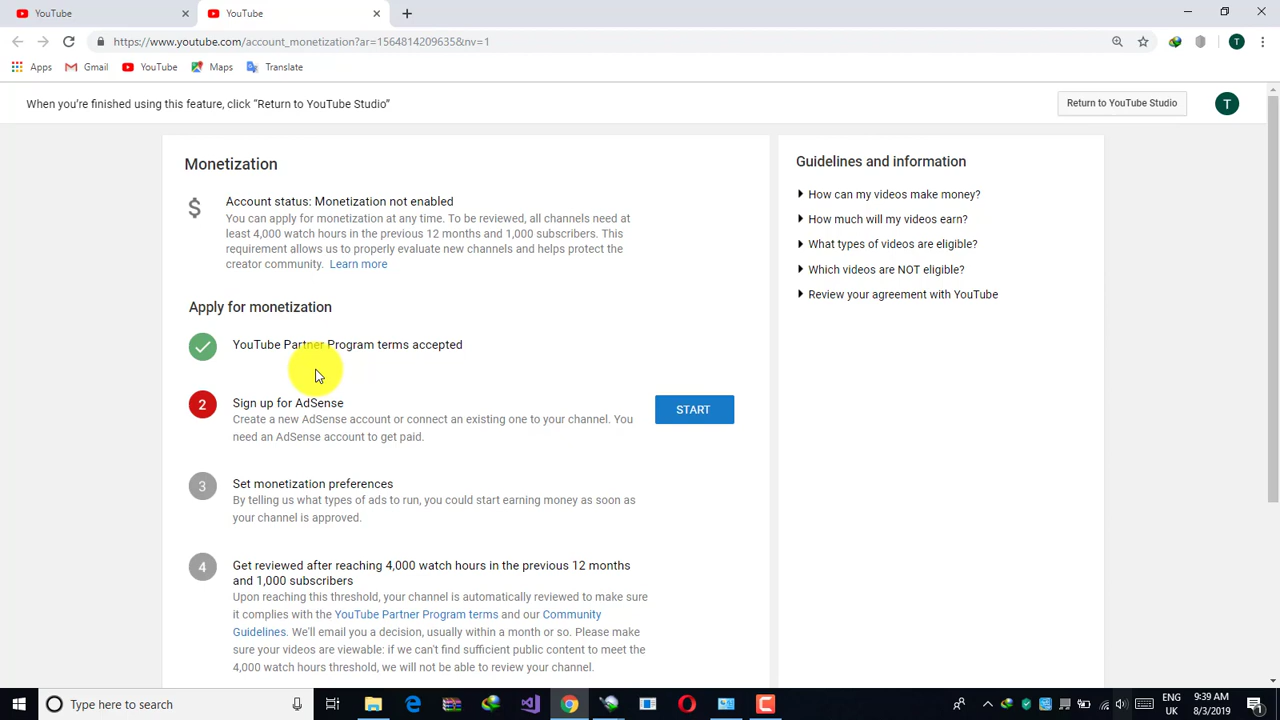 YouTube
YouTube
https://www.youtube.com/account_monetization?ar=1564814209635&nv=1
T
Apps
Gmail
YouTube
Maps
Translate
When you're finished using this feature, click "Return to YouTube Studio"
Return to YouTube Studio
T
Monetization
$
Account status: Monetization not enabled
You can apply for monetization at any time. To be reviewed, all channels need at
least 4,000 watch hours in the previous 12 months and 1,000 subscribers. This
requirement allows us to properly evaluate new channels and helps protect the
creator community. Learn more
Apply for monetization
YouTube Partner Program terms accepted
2
Sign up for AdSense
Create a new AdSense account or connect an existing one to your channel. You
need an AdSense account to get paid.
START
3
Set monetization preferences
By telling us what types of ads to run, you could start earning money as soon as
your channel is approved.
4
Get reviewed after reaching 4,000 watch hours in the previous 12 months
and 1,000 subscribers
Upon reaching this threshold, your channel is automatically reviewed to make sure
it complies with the YouTube Partner Program terms and our Community
Guidelines. We'll email you a decision, usually within a month or so. Please make
sure your videos are viewable: if we can't find sufficient public content to meet the
4,000 watch hours threshold, we will not be able to review your channel.
Guidelines and information
How can my videos make money?
How much will my videos earn?
What types of videos are eligible?
Which videos are NOT eligible?
Review your agreement with YouTube
Type here to search
ENG
UK
9:39 AM
8/3/2019